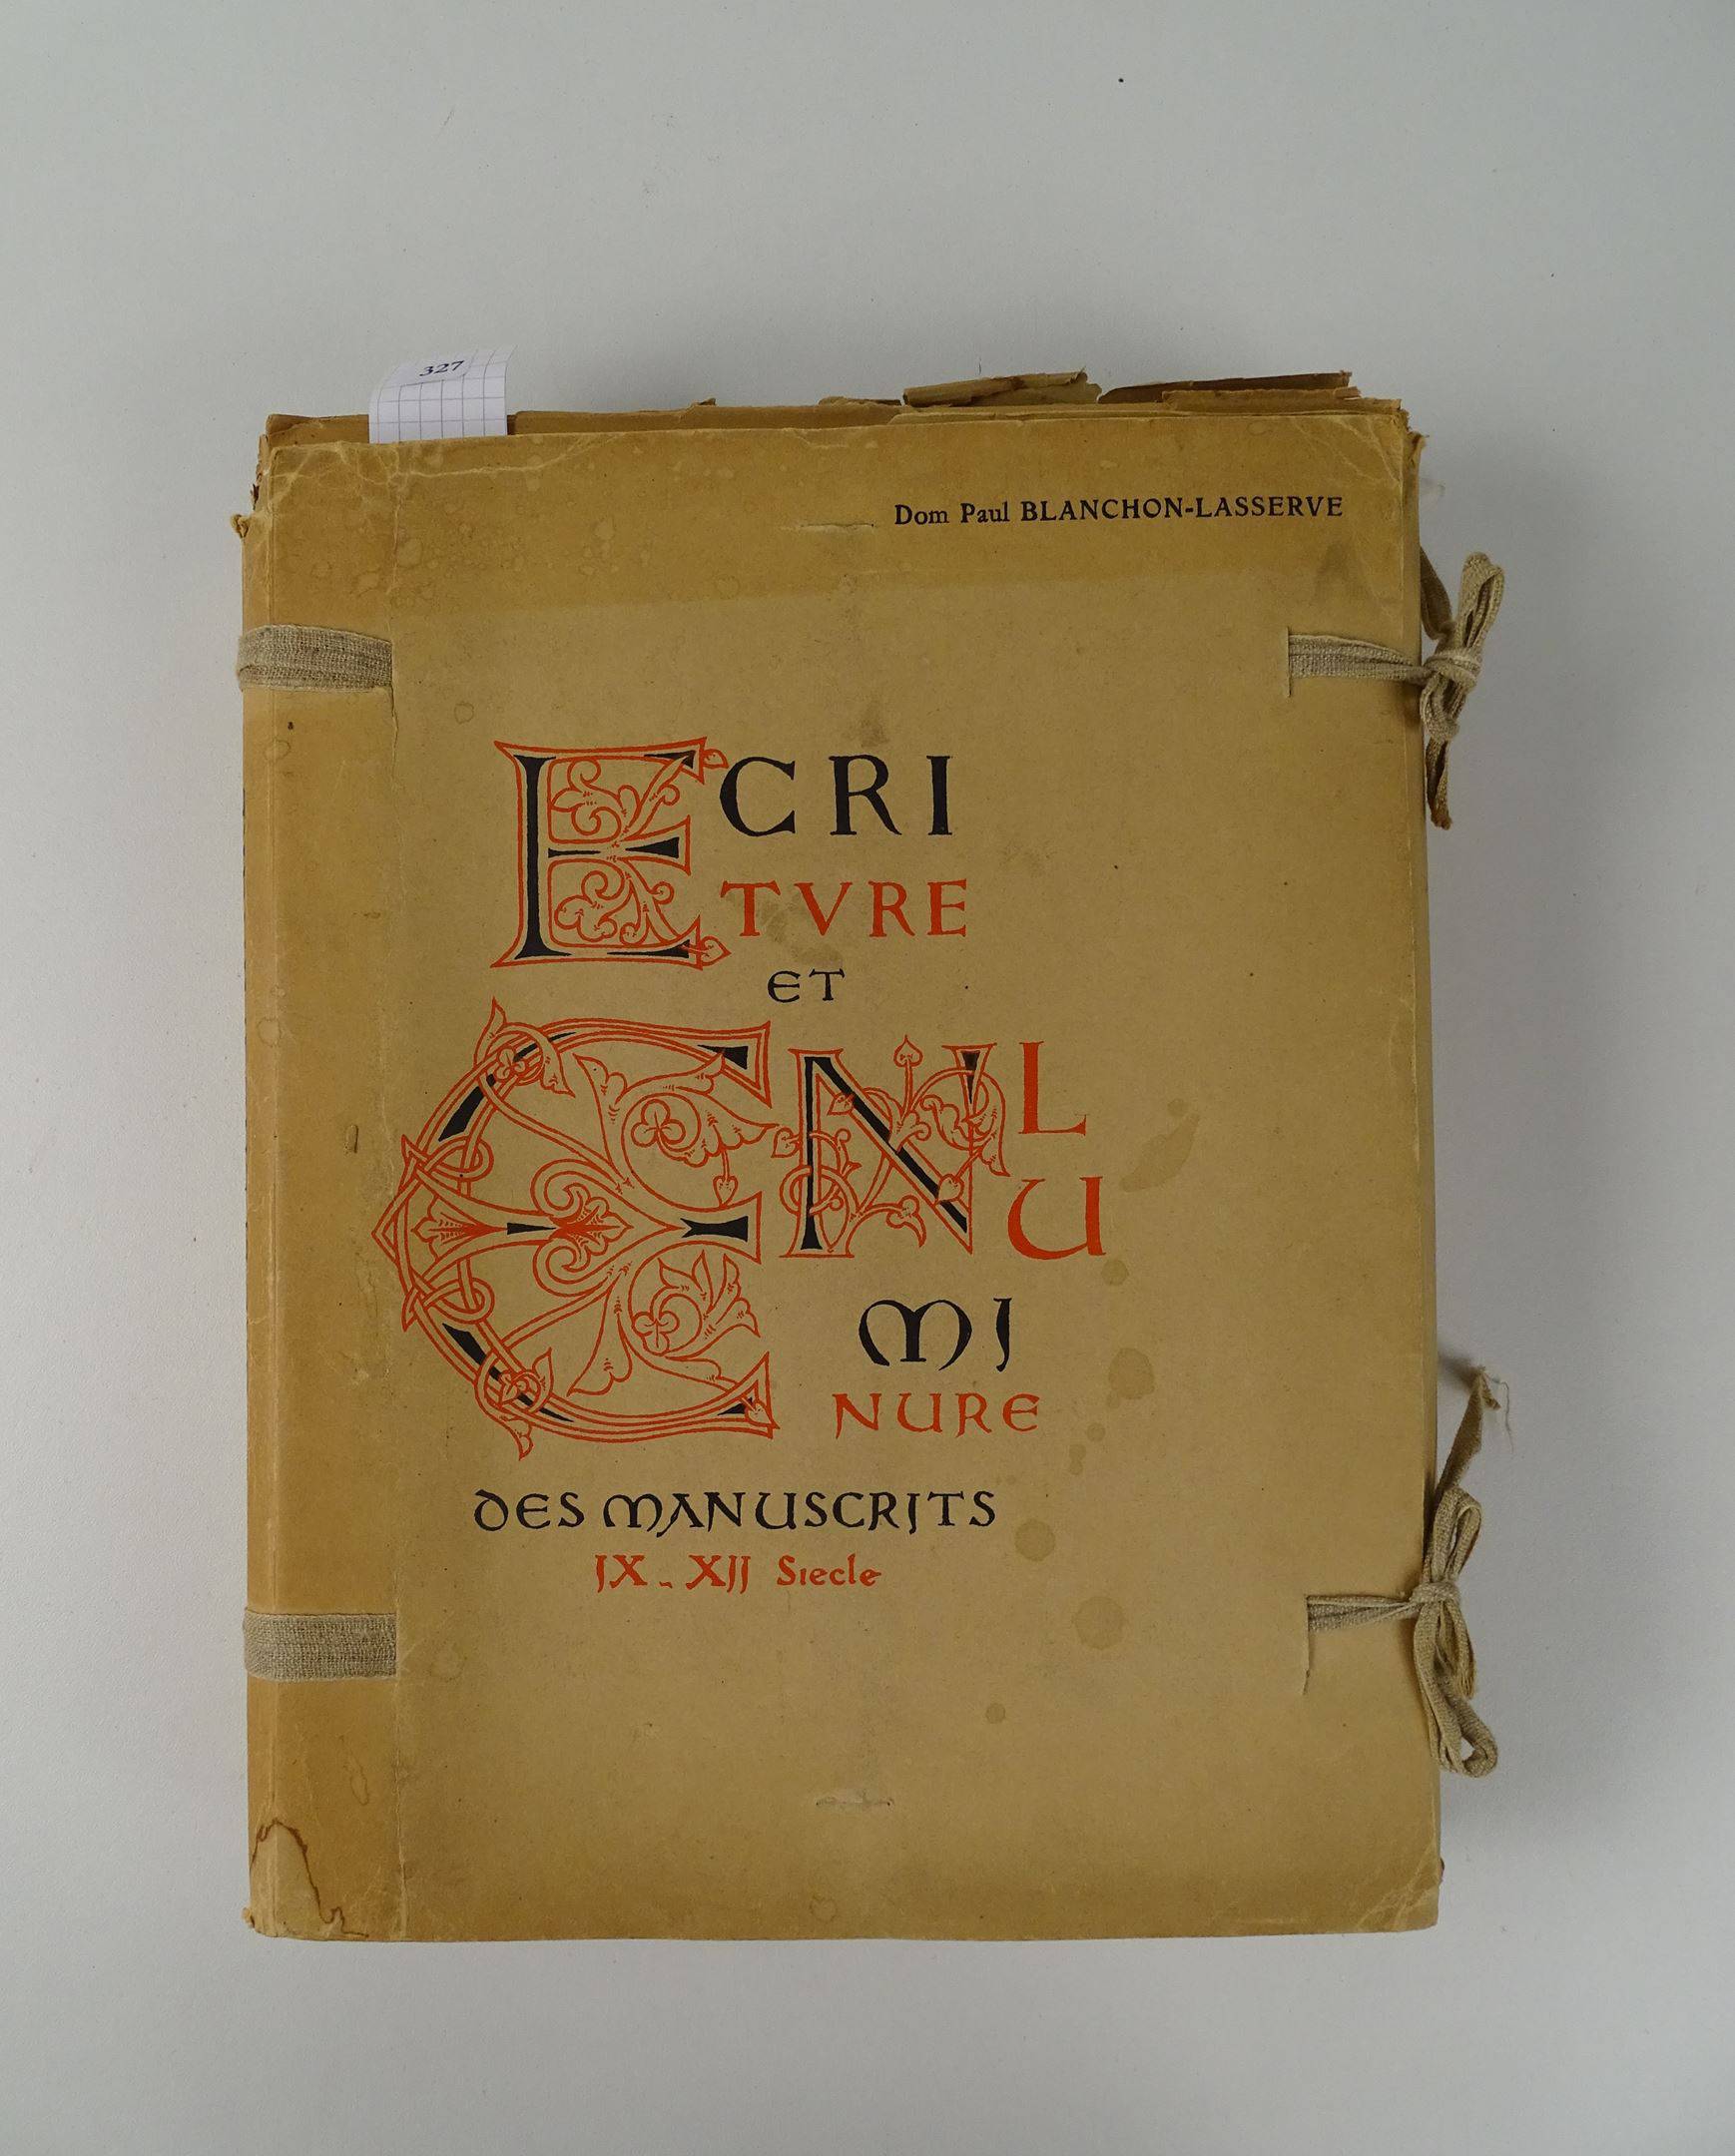 327
Dom Paul BLANCHON-LASSERVE
ECRI
TVRE
ET
ENL
U
MI
NURE
DES MANUSCRITS
IX - XII Siecle